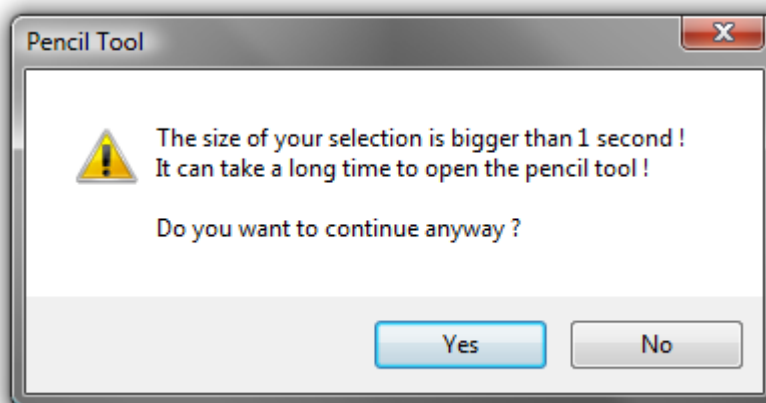 Pencil Tool
The size of your selection is bigger than 1 second !
It can take a long time to open the pencil tool !
Do you want to continue anyway ?
Yes
No